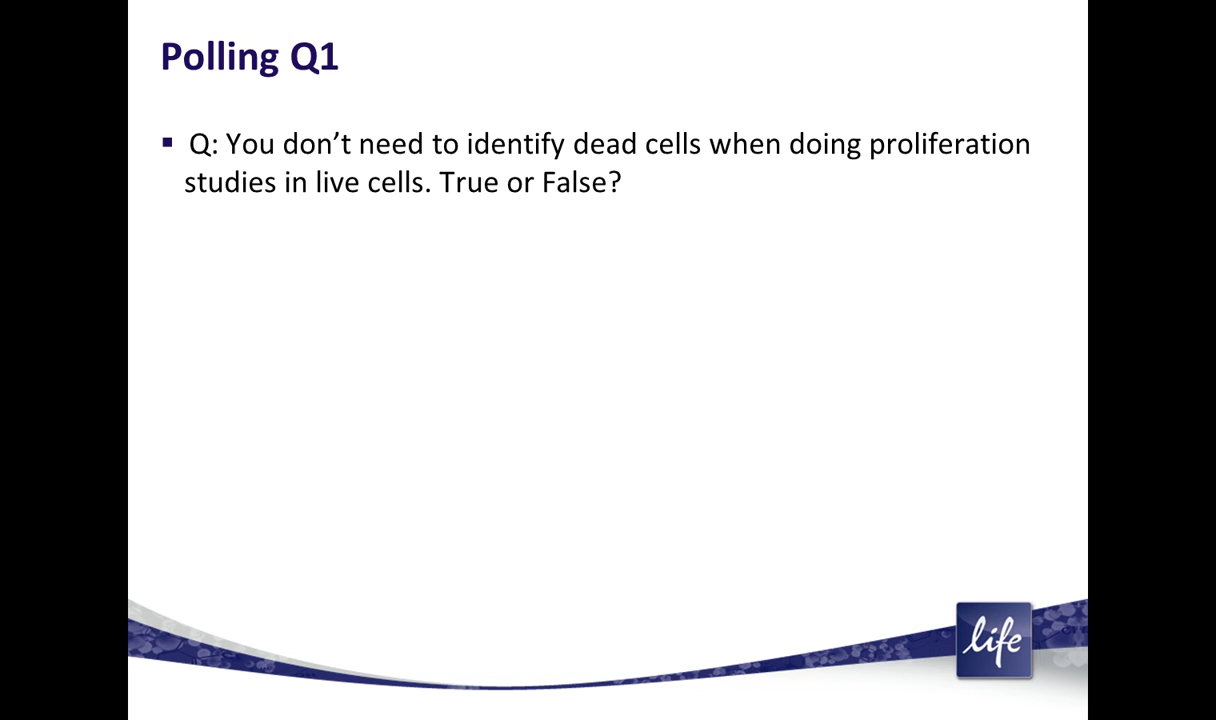 Polling Q1
▪ Q: You don’t need to identify dead cells when doing proliferation
studies in live cells. True or False?
life